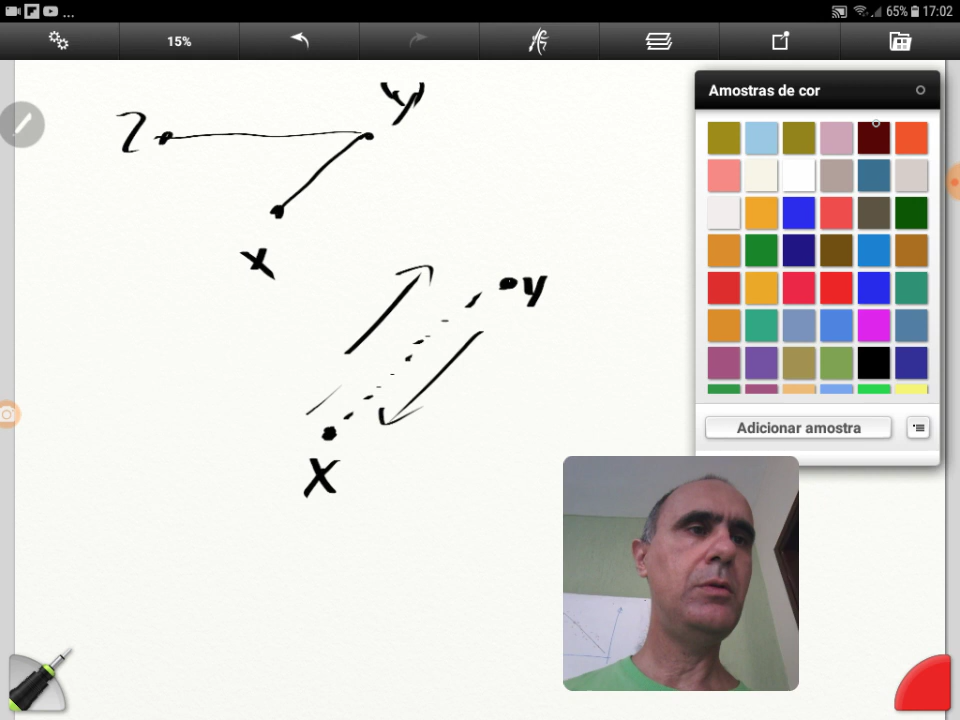 ... 65% 17:02
15%
Amostras de cor
y
Z
x
y
X
Adicionar amostra